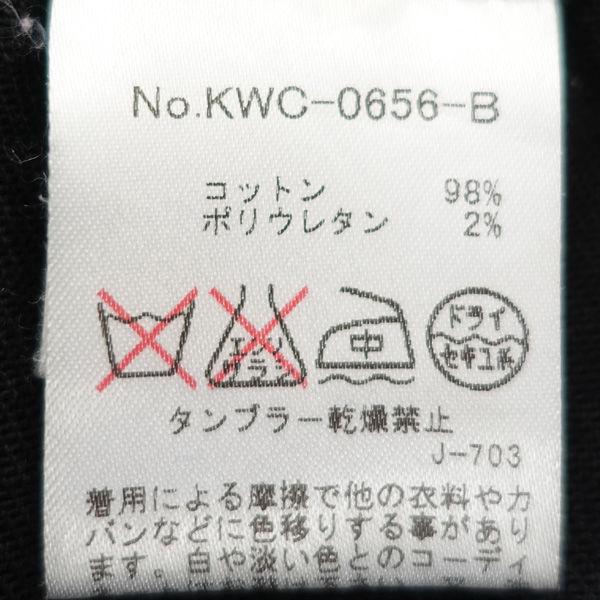 No.KWC-0656-B
コットン 98%
ポリウレタン 2%
エンソ
サラシ
中
ドライ
セキユ系
タンブラー乾燥禁止
J-703
着用による摩擦で他の衣料やカ
バンなどに色移りする事があり
ます。白や淡い色とのコーディ